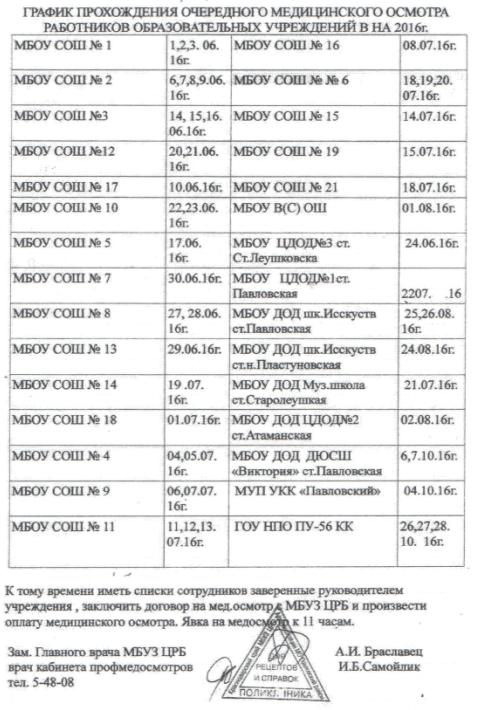 ГРАФИК ПРОХОЖДЕНИЯ ОЧЕРЕДНОГО МЕДИЦИНСКОГО ОСМОТРА
РАБОТНИКОВ ОБРАЗОВАТЕЛЬНЫХ УЧРЕЖДЕНИЙ В НА 2016г.
МБОУ СОШ № 1 1,2,3. 06. МБОУ СОШ № 16 08.07.16г.
16г.
МБОУ СОШ № 2 6,7,8,9.06. МБОУ СОШ № № 6 18,19,20.
16г. 07.16г.
МБОУ СОШ №3 14, 15,16. МБОУ СОШ № 15 14.07.16г.
06.16г.
МБОУ СОШ №12 20,21.06. МБОУ СОШ № 19 15.07.16г.
16г.
МБОУ СОШ № 17 10.06.16г. МБОУ СОШ № 21 18.07.16г.
МБОУ СОШ № 10 22,23.06. МБОУ В(С) ОШ 01.08.16г.
16г.
МБОУ СОШ № 5 17.06. МБОУ ЦДОД№3 ст. 24.06.16г.
16г. Ст.Леушковска
МБОУ СОШ № 7 30.06.16г. МБОУ ЦДОД№1ст.
Павловская 2207. .16
МБОУ СОШ № 8 27, 28.06. МБОУ ДОД шк.Исскуств 25,26.08.
16г. ст.Павловская 16г.
МБОУ СОШ № 13 29.06.16г. МБОУ ДОД шк.Исскуств 24.08.16г.
ст.н.Пластуновская
МБОУ СОШ № 14 19 .07. МБОУ ДОД Муз.школа 21.07.16г.
16г. ст.Старолеушкая
МБОУ СОШ № 18 01.07.16г. МБОУ ДОД ЦДОД№2 02.08.16г.
ст.Атаманская
МБОУ СОШ № 4 04,05.07. МБОУ ДОД ДЮСШ 6,7.10.16г.
16г. «Виктория» ст.Павловская
МБОУ СОШ № 9 06,07.07. МУП УКК «Павловский» 04.10.16г.
16г.
МБОУ СОШ № 11 11,12,13. ГОУ НПО ПУ-56 КК 26,27,28.
07.16г. 10. 16г.
К тому времени иметь списки сотрудников заверенные руководителем
учреждения , заключить договор на мед.осмотр с МБУЗ ЦРБ и произвести
оплату медицинского осмотра. Явка на медосмотр к 11 часам.
Зам. Главного врача МБУЗ ЦРБ А.И. Браславец
врач кабинета профмедосмотров И.Б.Самойлик
тел. 5-48-08
РЕЦЕПТОВ
И СПРАВОК